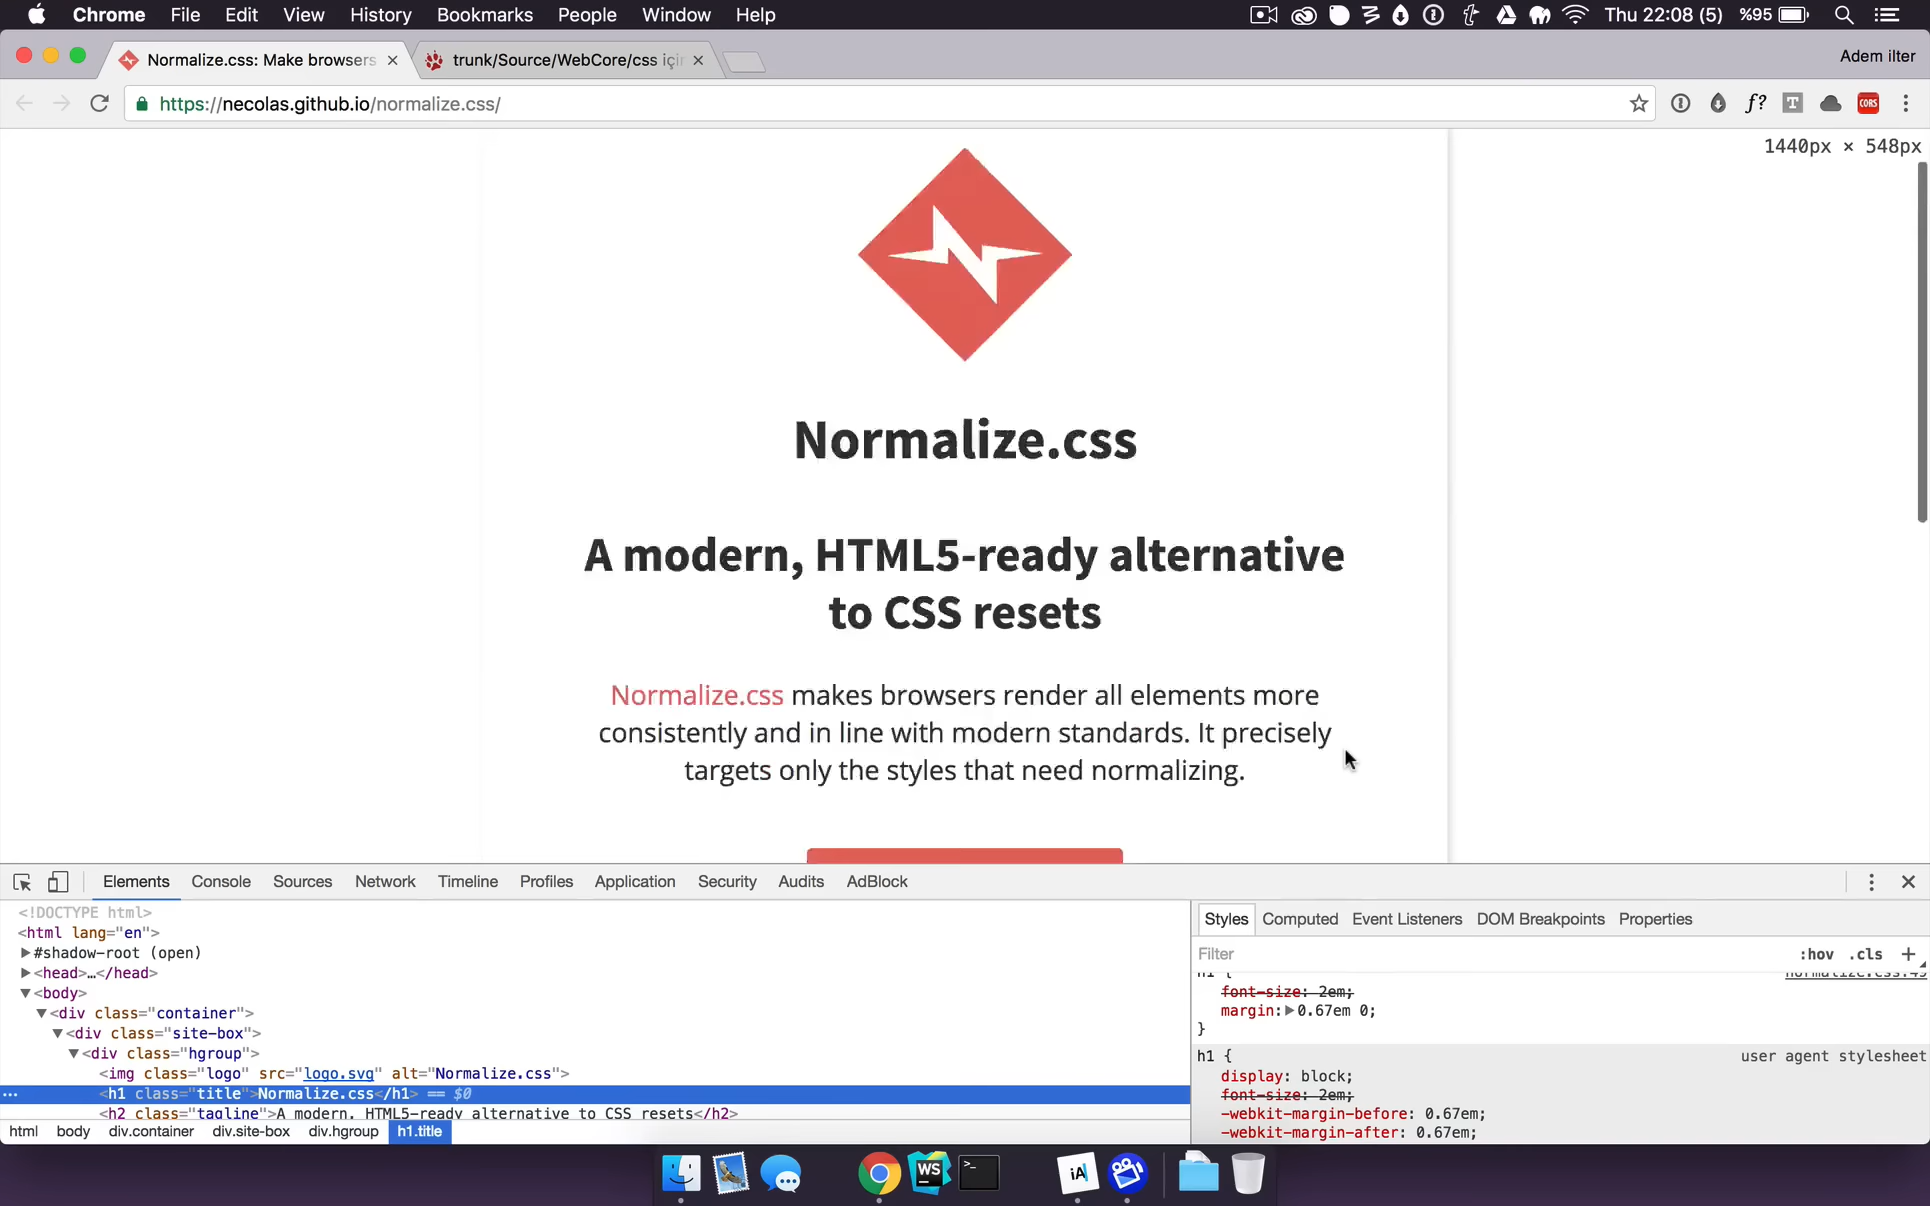 Chrome File Edit View History Bookmarks People Window Help Thu 22:08 (5) %95
Normalize.css: Make browsers
trunk/Source/WebCore/css için
Adem ilter
https://necolas.github.io/normalize.css/
f?
T
CORS
1440px × 548px
Normalize.css
A modern, HTML5-ready alternative
to CSS resets
Normalize.css makes browsers render all elements more
consistently and in line with modern standards. It precisely
targets only the styles that need normalizing.
Elements Console Sources Network Timeline Profiles Application Security Audits AdBlock
<!DOCTYPE html>
<html lang="en">
#shadow-root (open)
<head>…</head>
<body>
<div class="container">
<div class="site-box">
<div class="hgroup">
<img class="logo" src="logo.svg" alt="Normalize.css">
<h1 class="title">Normalize.css</h1> == $0
<h2 class="tagline">A modern, HTML5-ready alternative to CSS resets</h2>
html body div.container div.site-box div.hgroup h1.title
Styles Computed Event Listeners DOM Breakpoints Properties
Filter :hov .cls +
h1 { normalize.css:49
font-size: 2em;
margin: 0.67em 0;
}
h1 { user agent stylesheet
display: block;
font-size: 2em;
-webkit-margin-before: 0.67em;
-webkit-margin-after: 0.67em;
WS
>_
iA